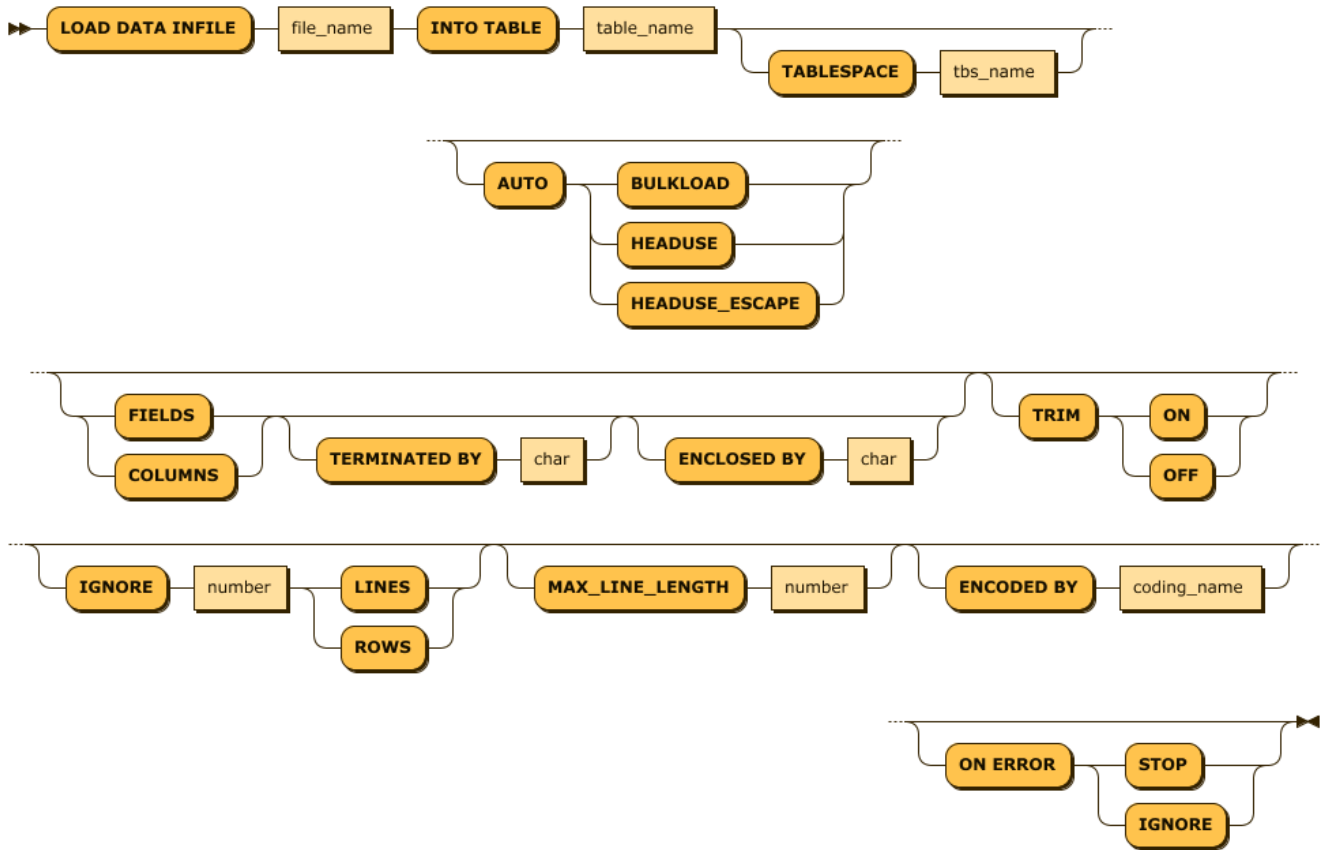 LOAD DATA INFILE file_name INTO TABLE table_name
TABLESPACE tbs_name
AUTO BULKLOAD
HEADUSE
HEADUSE_ESCAPE
FIELDS TRIM ON
COLUMNS TERMINATED BY char ENCLOSED BY char OFF
IGNORE number LINES MAX_LINE_LENGTH number ENCODED BY coding_name
ROWS
ON ERROR STOP
IGNORE